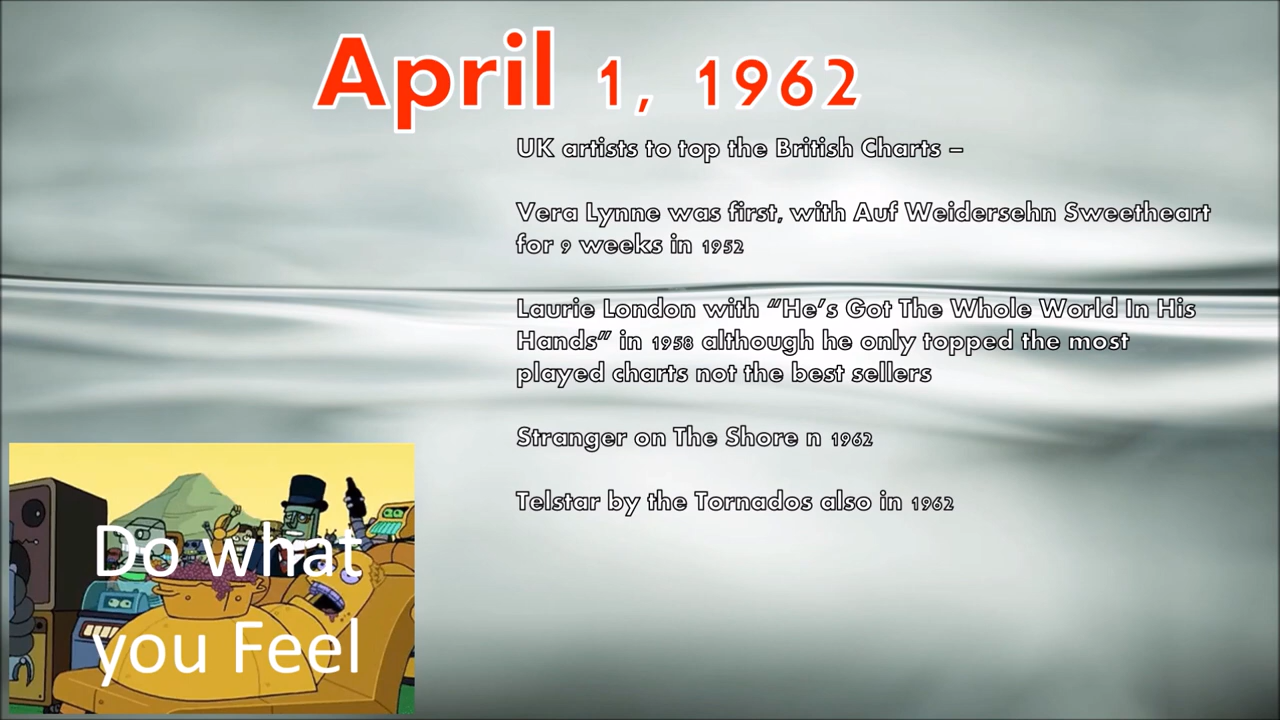 April 1, 1962
UK artists to top the British Charts –
Vera Lynne was first, with Auf Weidersehn Sweetheart
for 9 weeks in 1952
Laurie London with “He’s Got The Whole World In His
Hands” in 1958 although he only topped the most
played charts not the best sellers
Stranger on The Shore n 1962
Telstar by the Tornados also in 1962
Do what
you Feel